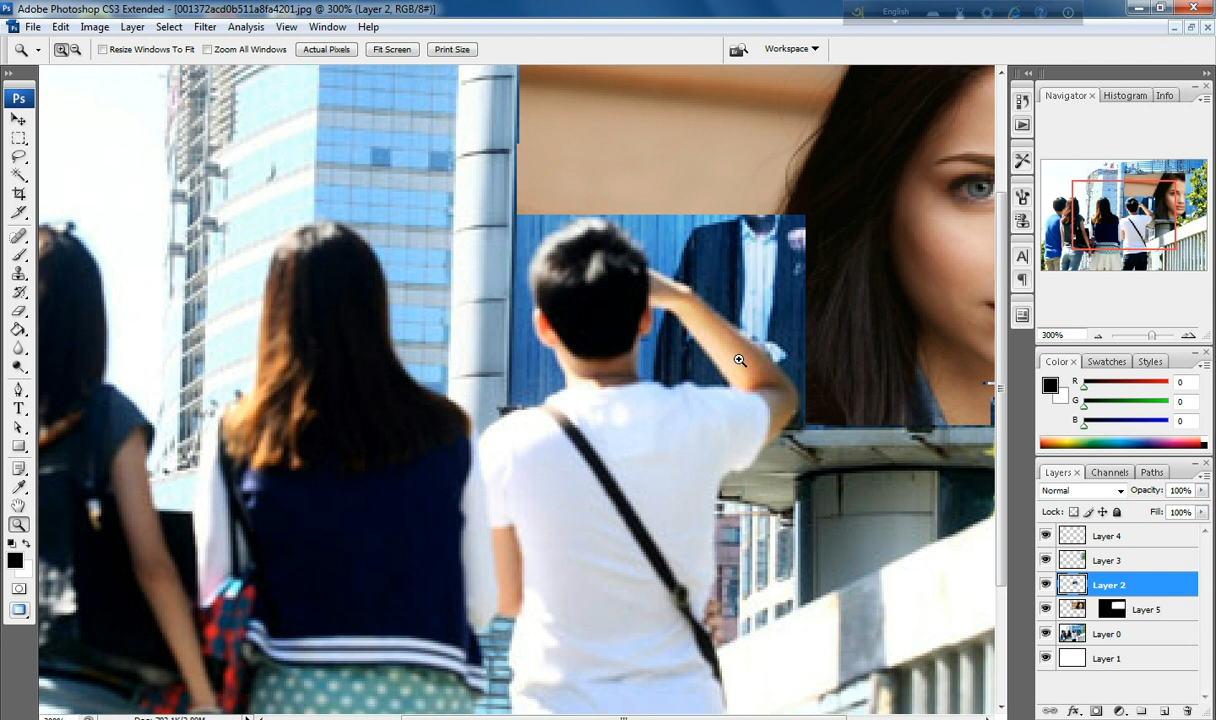 Adobe Photoshop CS3 Extended - [001372acd0b511a8fa4201.jpg @ 300% (Layer 2, RGB/8#)]
English
File Edit Image Layer Select Filter Analysis View Window Help
Resize Windows To Fit Zoom All Windows Actual Pixels Fit Screen Print Size Workspace
Ps
Navigator Histogram Info
300%
Color Swatches Styles
R 0
G 0
B 0
Layers Channels Paths
Normal Opacity: 100%
Lock: Fill: 100%
Layer 4
Layer 3
Layer 2
Layer 5
Layer 0
Layer 1